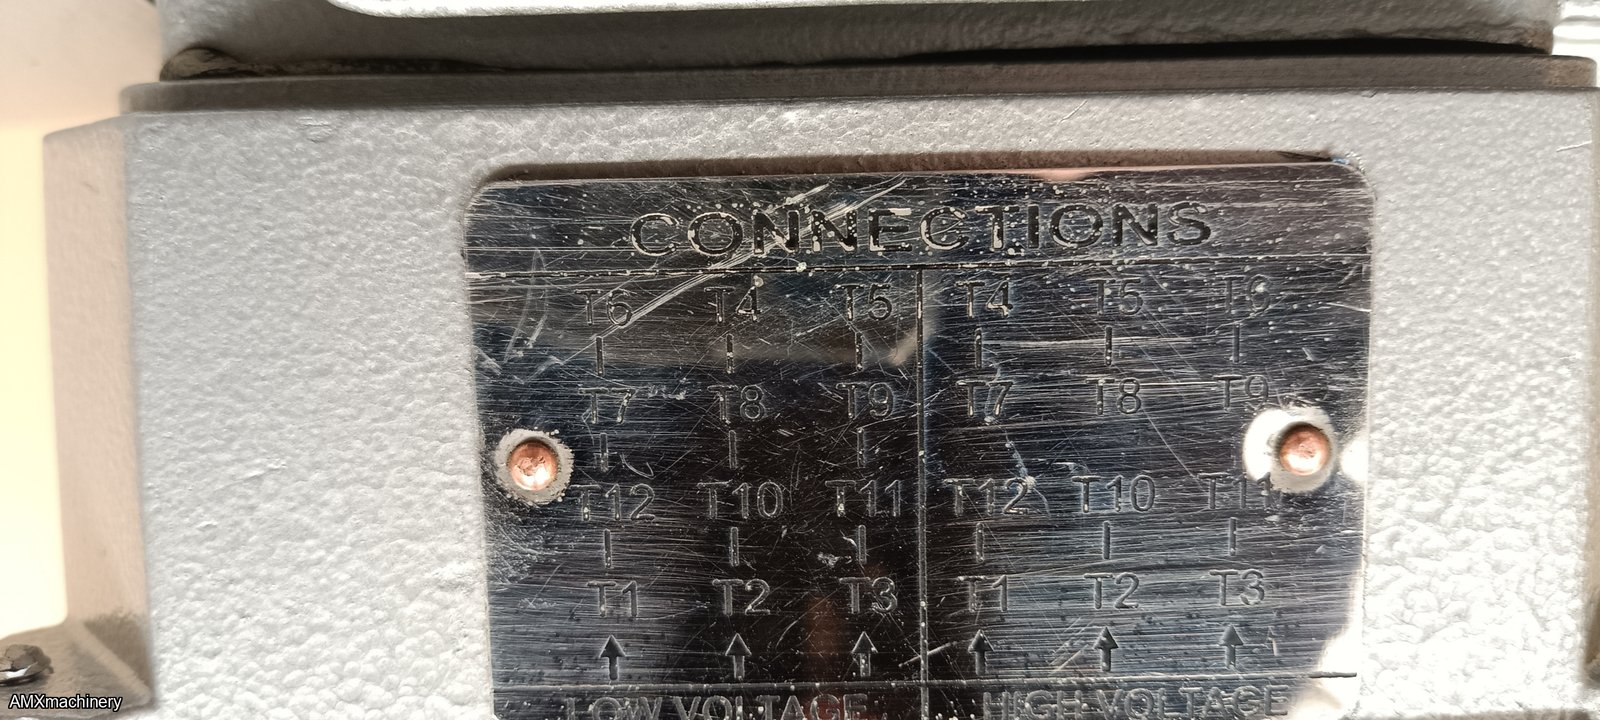 CONNECTIONS
T6 T4 T5 T4 T5 T6
T7 T8 T9 T7 T8 T9
T12 T10 T11 T12 T10 T11
T1 T2 T3 T1 T2 T3
LOW VOLTAGE HIGH VOLTAGE
AMXmachinery